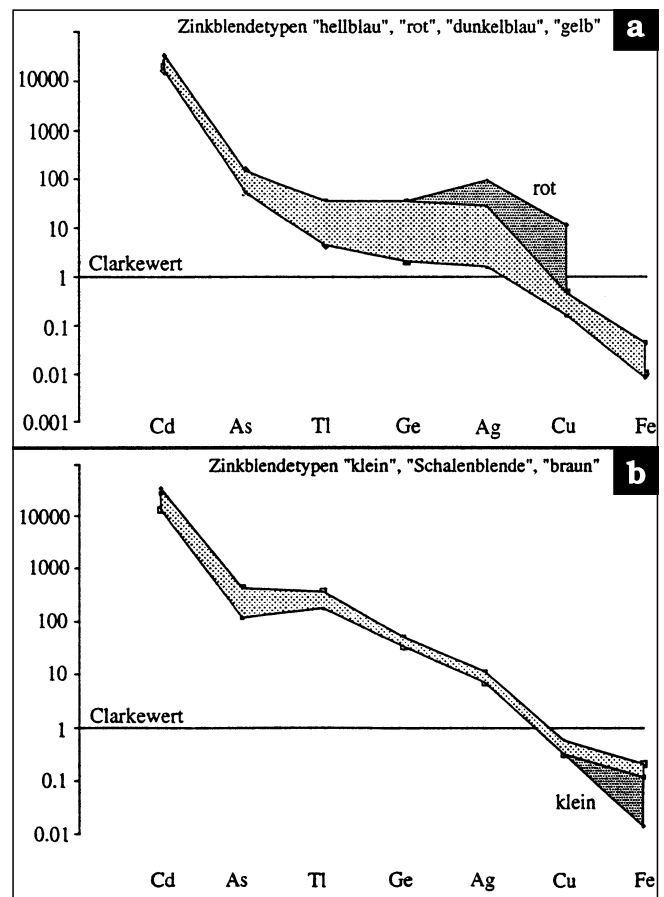 Zinkblendetypen "hellblau", "rot", "dunkelblau", "gelb"
a
10000
1000
100
rot
10
Clarkewert
1
0.1
0.01
0.001
Cd As Tl Ge Ag Cu Fe
Zinkblendetypen "klein", "Schalenblende", "braun"
b
10000
1000
100
10
Clarkewert
1
0.1
klein
0.01
Cd As Tl Ge Ag Cu Fe